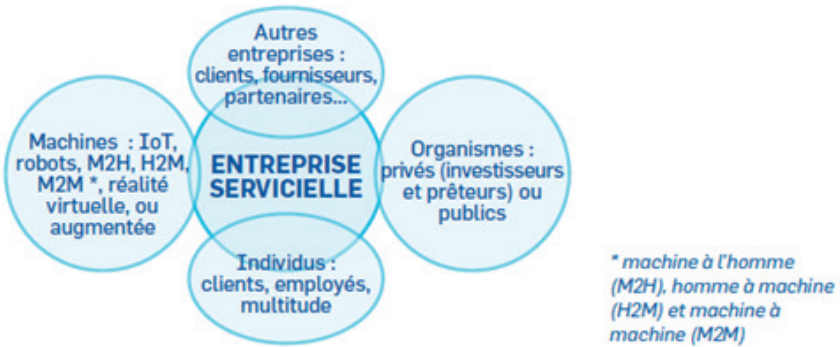 Autres
entreprises :
clients, fournisseurs,
partenaires...
Machines : IoT,
robots, M2H, H2M,
M2M *, réalité
virtuelle, ou
augmentée
ENTREPRISE
SERVICIELLE
Organismes :
privés (investisseurs
et prêteurs) ou
publics
Individus :
clients, employés,
multitude
* machine à l'homme
(M2H), homme à machine
(H2M) et machine à
machine (M2M)